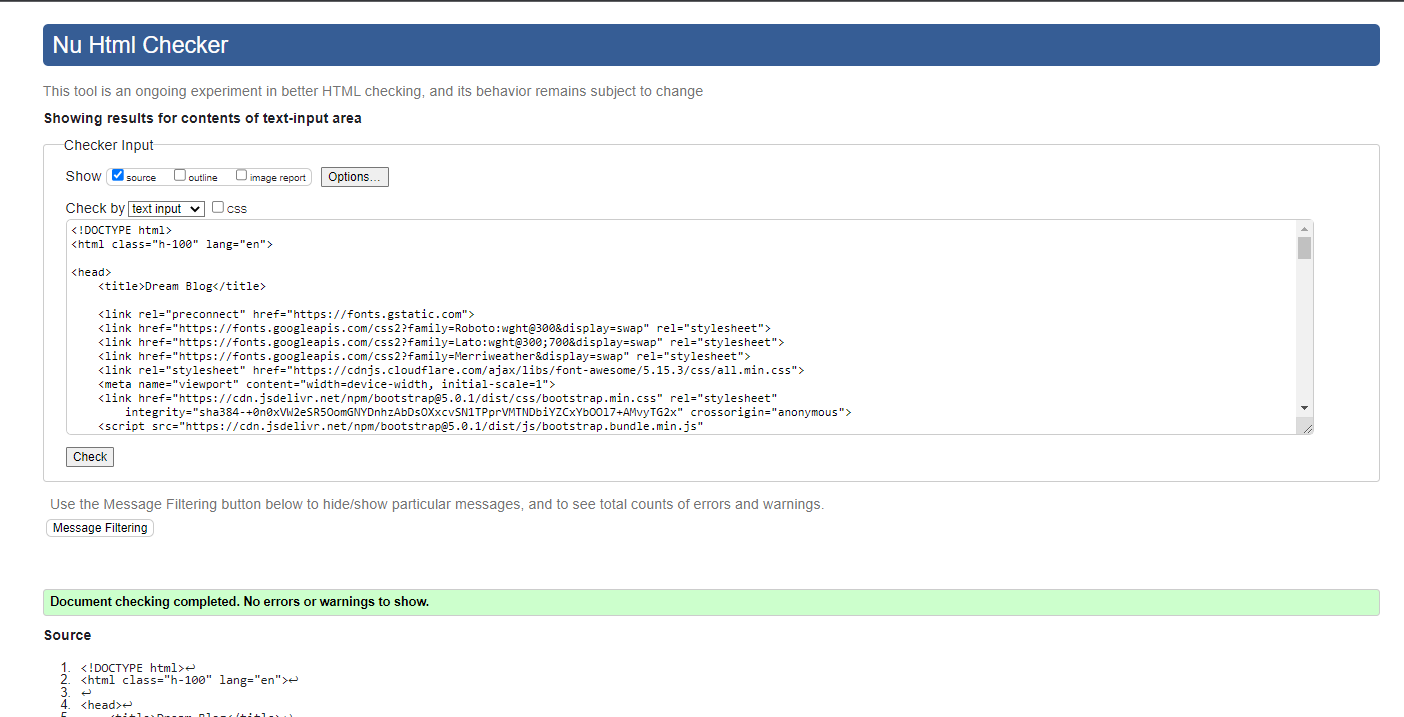 Nu Html Checker
This tool is an ongoing experiment in better HTML checking, and its behavior remains subject to change
Showing results for contents of text-input area
Checker Input
Show source outline image report Options...
Check by text input css
<!DOCTYPE html>
<html class="h-100" lang="en">
<head>
<title>Dream Blog</title>
<link rel="preconnect" href="https://fonts.gstatic.com">
<link href="https://fonts.googleapis.com/css2?family=Roboto:wght@300&display=swap" rel="stylesheet">
<link href="https://fonts.googleapis.com/css2?family=Lato:wght@300;700&display=swap" rel="stylesheet">
<link href="https://fonts.googleapis.com/css2?family=Merriweather&display=swap" rel="stylesheet">
<link rel="stylesheet" href="https://cdnjs.cloudflare.com/ajax/libs/font-awesome/5.15.3/css/all.min.css">
<meta name="viewport" content="width=device-width, initial-scale=1">
<link href="https://cdn.jsdelivr.net/npm/bootstrap@5.0.1/dist/css/bootstrap.min.css" rel="stylesheet"
integrity="sha384-+0n0xVW2eSR5OomGNYDnhzAbDsOXxcvSN1TPprVMTNDbiYZCxYbOOl7+AMvyTG2x" crossorigin="anonymous">
<script src="https://cdn.jsdelivr.net/npm/bootstrap@5.0.1/dist/js/bootstrap.bundle.min.js"
Check
Use the Message Filtering button below to hide/show particular messages, and to see total counts of errors and warnings.
Message Filtering
Document checking completed. No errors or warnings to show.
Source
1. <!DOCTYPE html>↩
2. <html class="h-100" lang="en">↩
3. ↩
4. <head>↩
5. <title>Dream Blog</title>↩